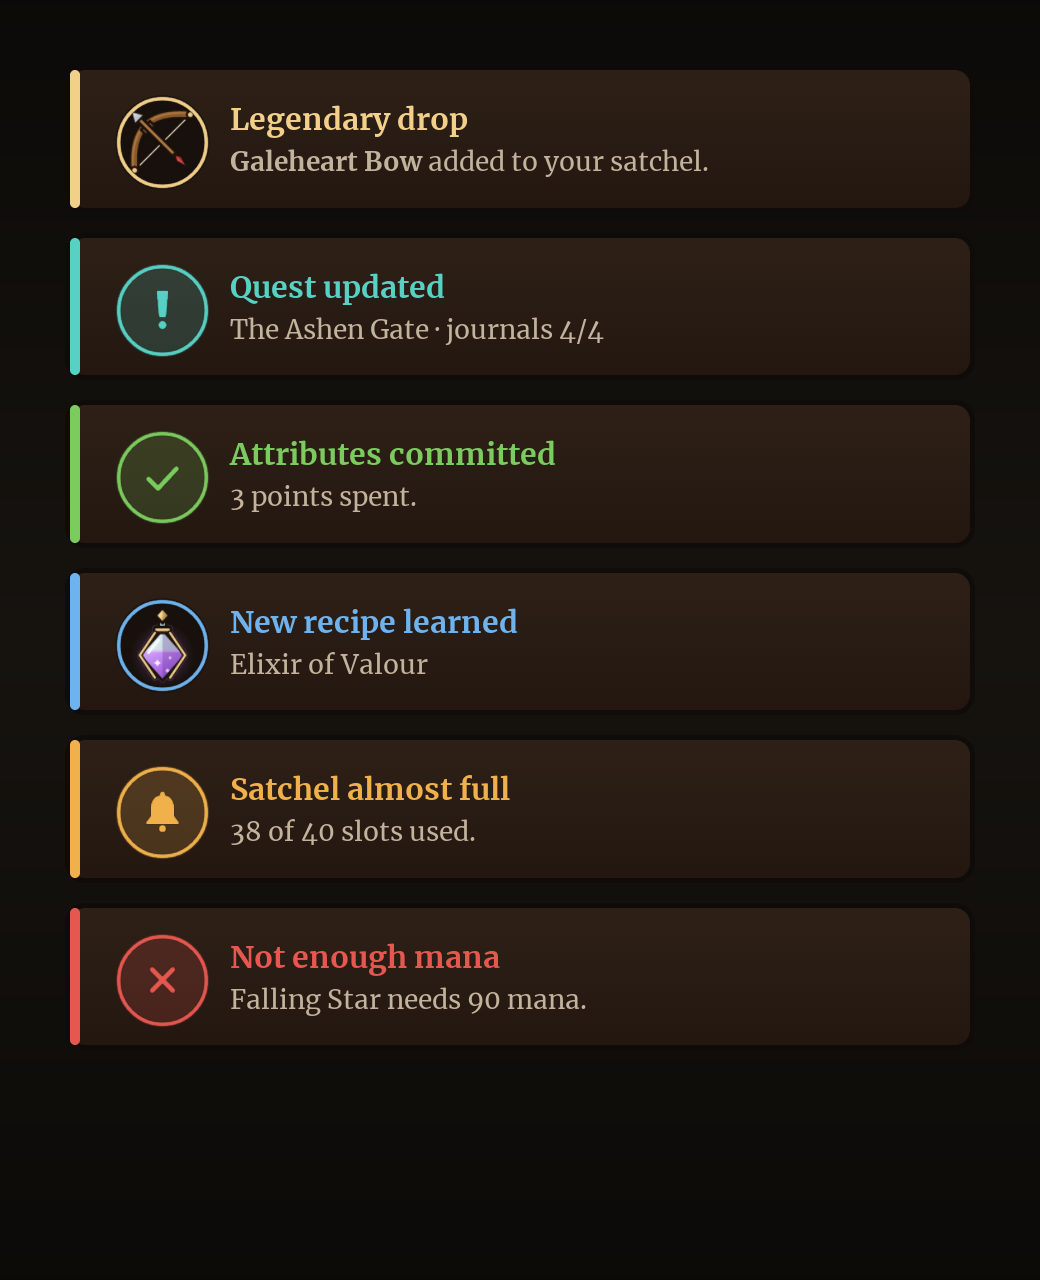 Legendary drop
Galeheart Bow added to your satchel.
Quest updated
The Ashen Gate · journals 4/4
Attributes committed
3 points spent.
New recipe learned
Elixir of Valour
Satchel almost full
38 of 40 slots used.
Not enough mana
Falling Star needs 90 mana.